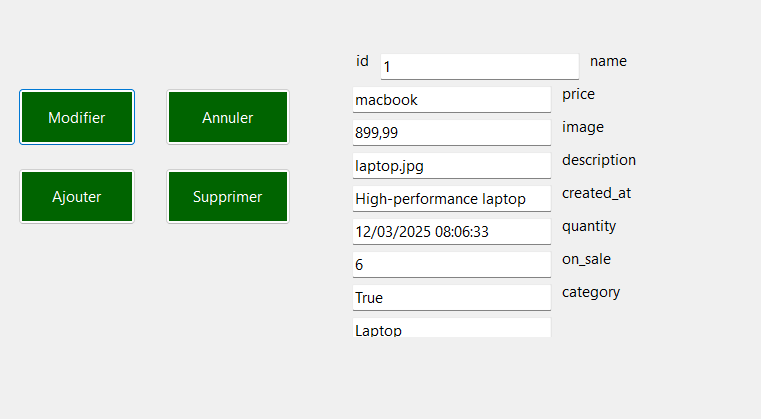 Modifier
Annuler
Ajouter
Supprimer
id 1 name
macbook price
899,99 image
laptop.jpg description
High-performance laptop created_at
12/03/2025 08:06:33 quantity
6 on_sale
True category
Laptop